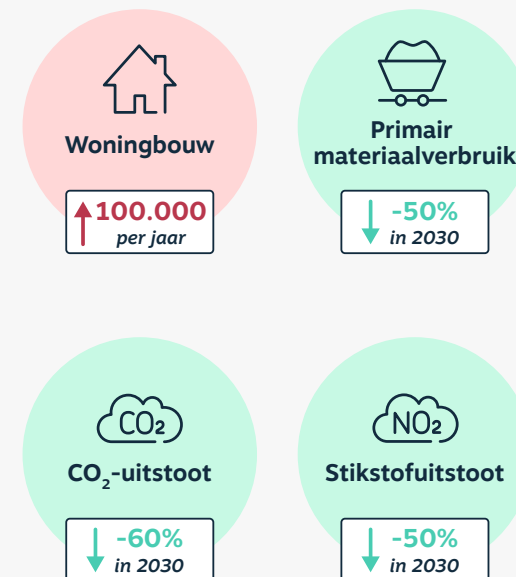 Woningbouw
100.000
per jaar
Primair
materiaalverbruik
-50%
in 2030
CO2
CO₂-uitstoot
-60%
in 2030
NO2
Stikstofuitstoot
-50%
in 2030